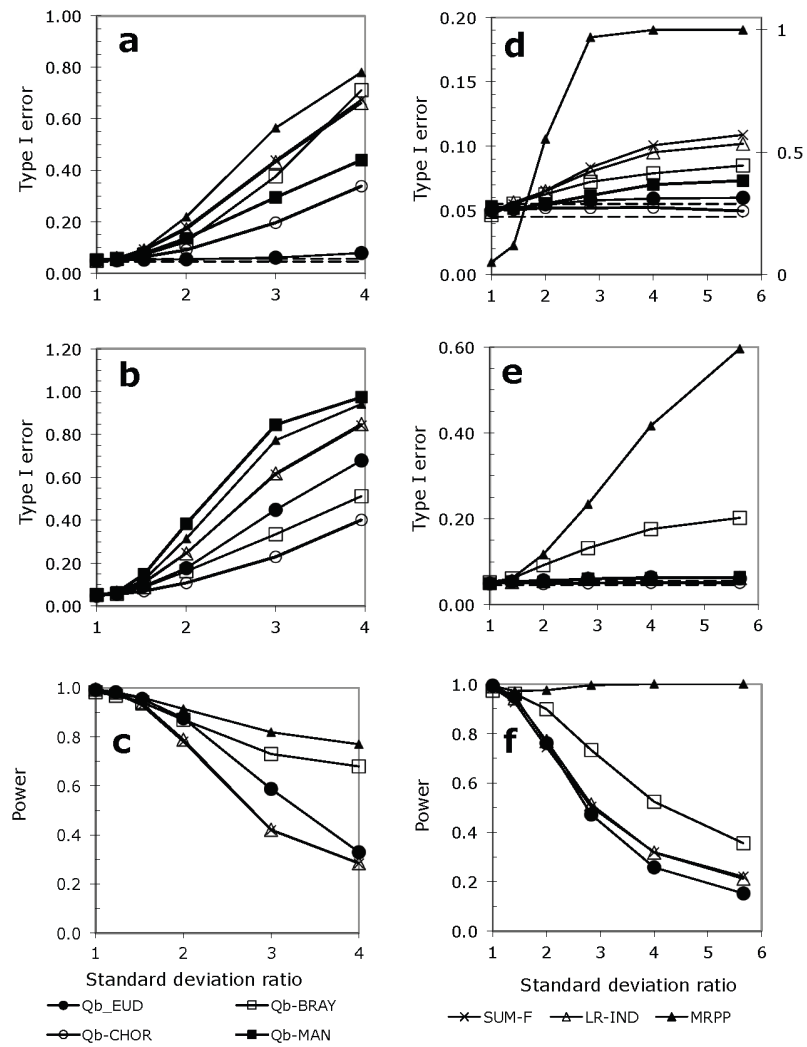 a
Type I error
1.00
0.80
0.60
0.40
0.20
0.00
1 2 3 4
d
Type I error
0.20
0.15
0.10
0.05
0.00
1
0.5
0
0 1 2 3 4 5 6
b
Type I error
1.20
1.00
0.80
0.60
0.40
0.20
0.00
1 2 3 4
e
Type I error
0.60
0.40
0.20
0.00
0 1 2 3 4 5 6
c
Power
1.0
0.8
0.6
0.4
0.2
0.0
1 2 3 4
Standard deviation ratio
f
Power
1.0
0.8
0.6
0.4
0.2
0.0
0 1 2 3 4 5 6
Standard deviation ratio
Qb_EUD
Qb-BRAY
Qb-CHOR
Qb-MAN
SUM-F
LR-IND
MRPP